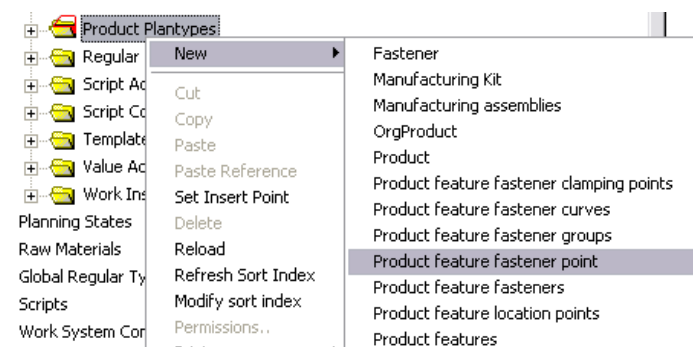 Product Plantypes
Regular
Script Ac
Script Co
Template
Value Ac
Work Ins
Planning States
Raw Materials
Global Regular Ty
Scripts
Work System Cor
New
Cut
Copy
Paste
Paste Reference
Set Insert Point
Delete
Reload
Refresh Sort Index
Modify sort index
Permissions..
Fastener
Manufacturing Kit
Manufacturing assemblies
OrgProduct
Product
Product feature fastener clamping points
Product feature fastener curves
Product feature fastener groups
Product feature fastener point
Product feature fasteners
Product feature location points
Product features